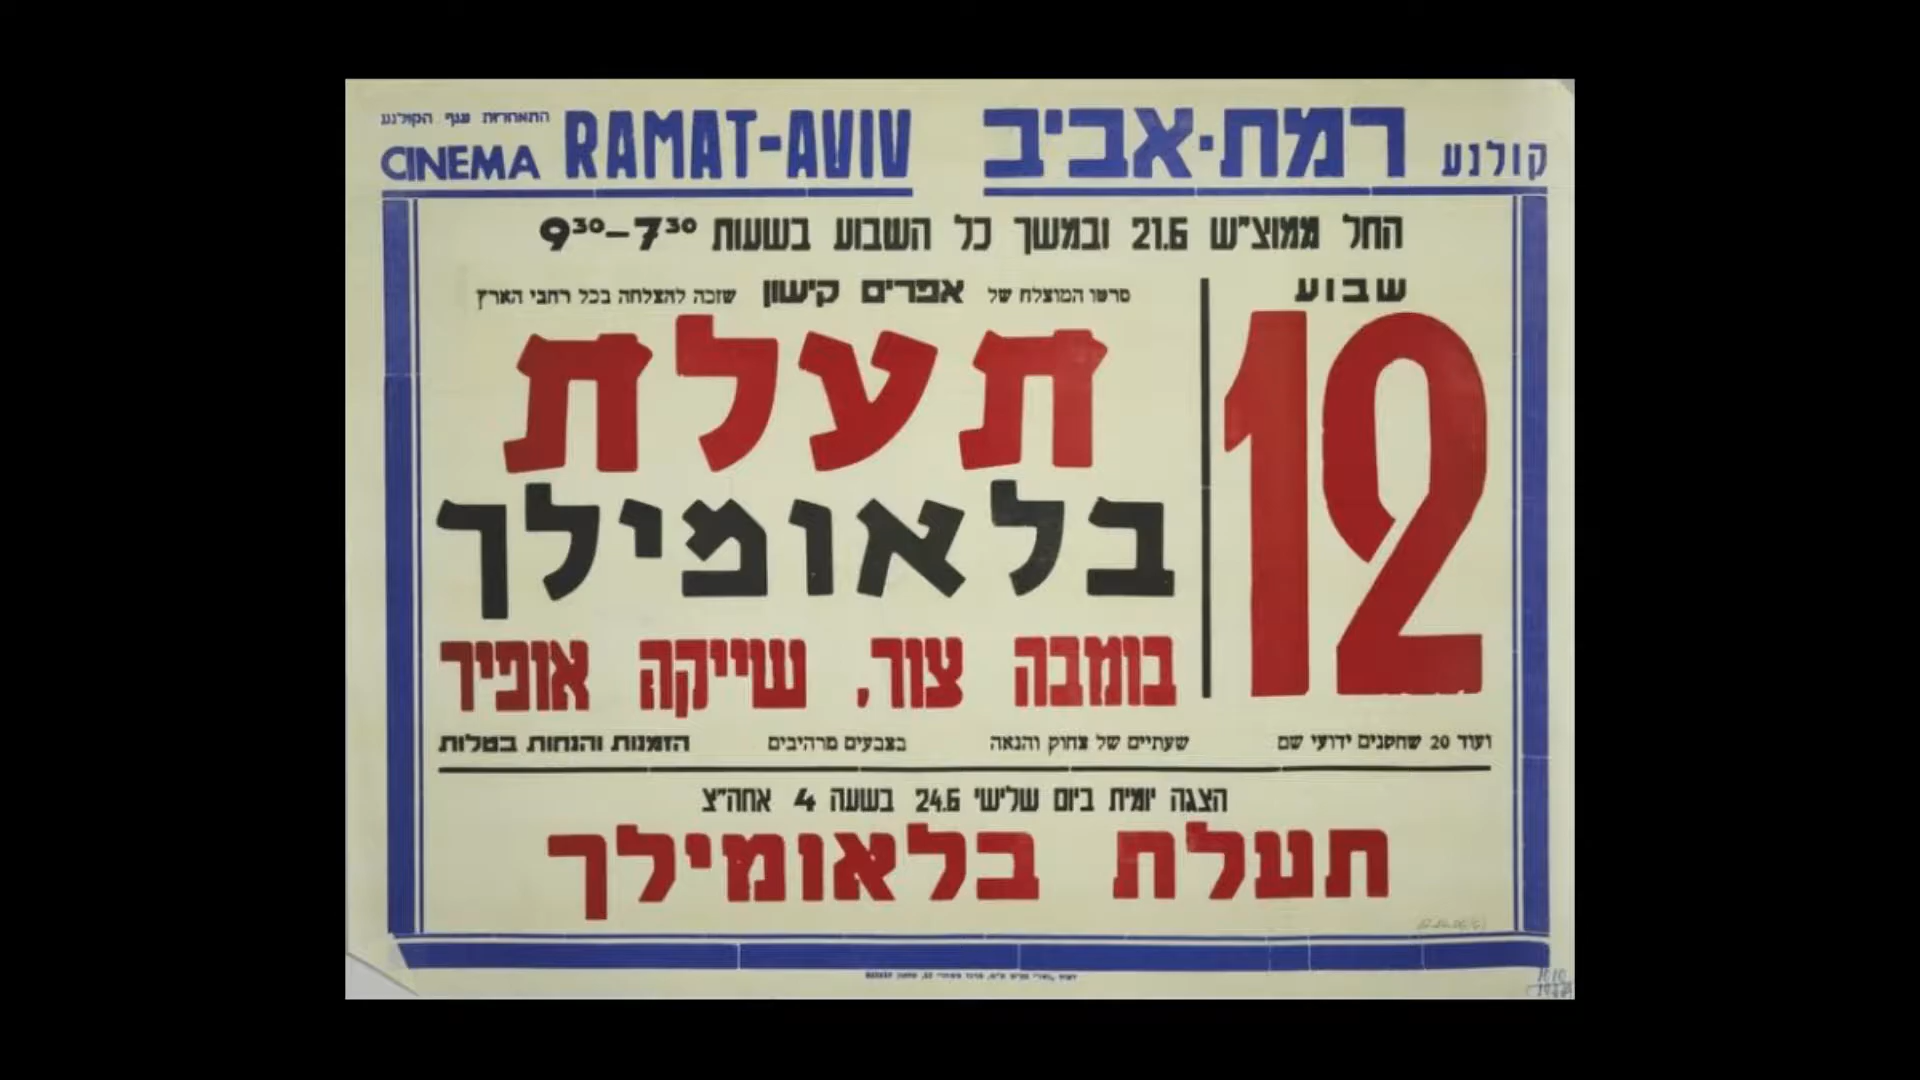 קולנע רמת-אביב RAMAT-AVIV CINEMA
התאחדות ענף הקולנע
החל ממוצ״ש 21.6 ובמשך כל השבוע בשעות 7³⁰–9³⁰
שבוע
12
סרטו המוצלח של אפרים קישון שזכה להצלחה בכל רחבי הארץ
תעלת
בלאומילך
בומבה צור, שייקה אופיר
ועוד 20 שחקנים ידועי שם שעתיים של צחוק והנאה בצבעים מרהיבים הזמנות והנחות בטלות
הצגה יומית ביום שלישי 24.6 בשעה 4 אחה״צ
תעלת בלאומילך